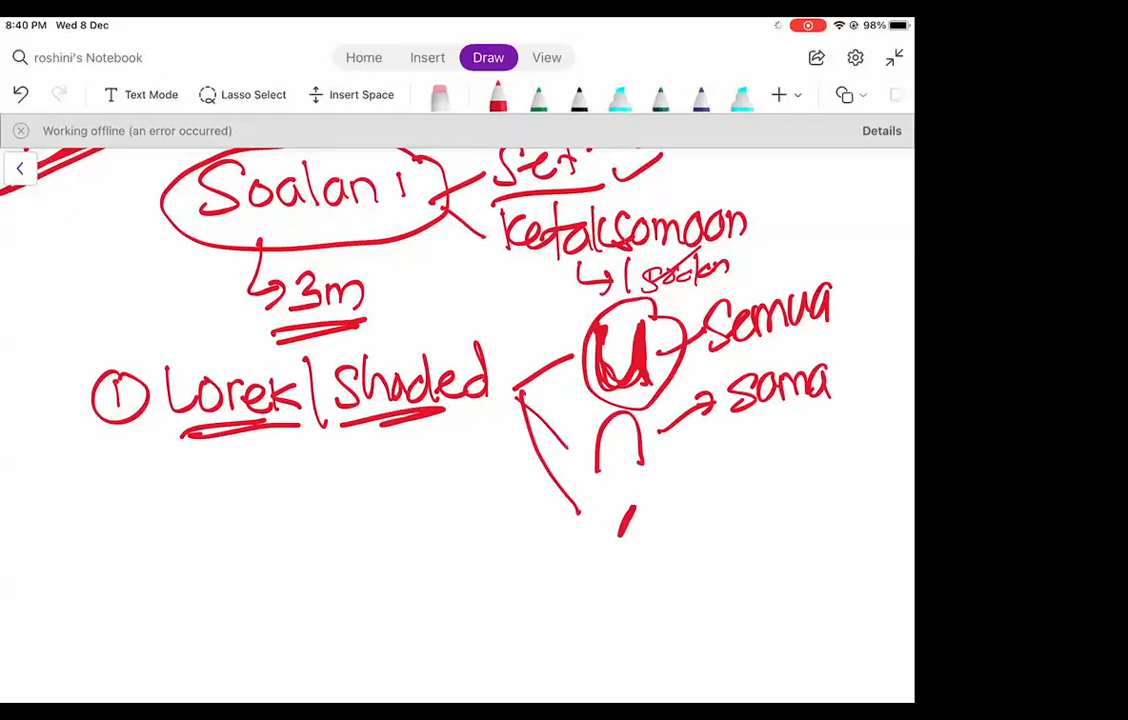 8:40 PM Wed 8 Dec
98%
roshini's Notebook
Home Insert Draw View
Text Mode Lasso Select Insert Space
Working offline (an error occurred)
Details
Soalan 1
Set
Ketaksamaan
1 soalan
3m
U Semua
① Lorek | Shaded
∩ sama
'